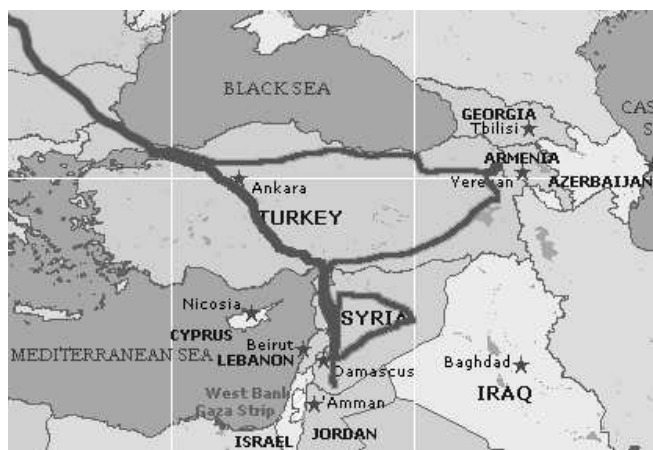 BLACK SEA
GEORGIA
Tbilisi
CAS
S
ARMENIA
Yerevan
AZERBAIJAN
Ankara
TURKEY
Nicosia
CYPRUS
SYRIA
MEDITERRANEAN SEA
Beirut
LEBANON
Damascus
Baghdad
IRAQ
West Bank
Gaza Strip
'Amman
ISRAEL
JORDAN